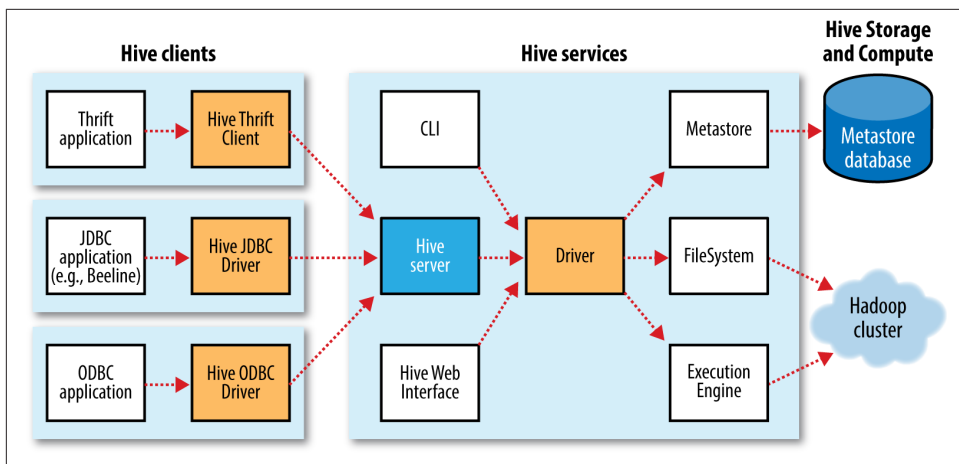 Hive clients
Hive services
Hive Storage
and Compute
Thrift
application
Hive Thrift
Client
CLI
Metastore
Metastore
database
JDBC
application
(e.g., Beeline)
Hive JDBC
Driver
Hive
server
Driver
FileSystem
Hadoop
cluster
ODBC
application
Hive ODBC
Driver
Hive Web
Interface
Execution
Engine